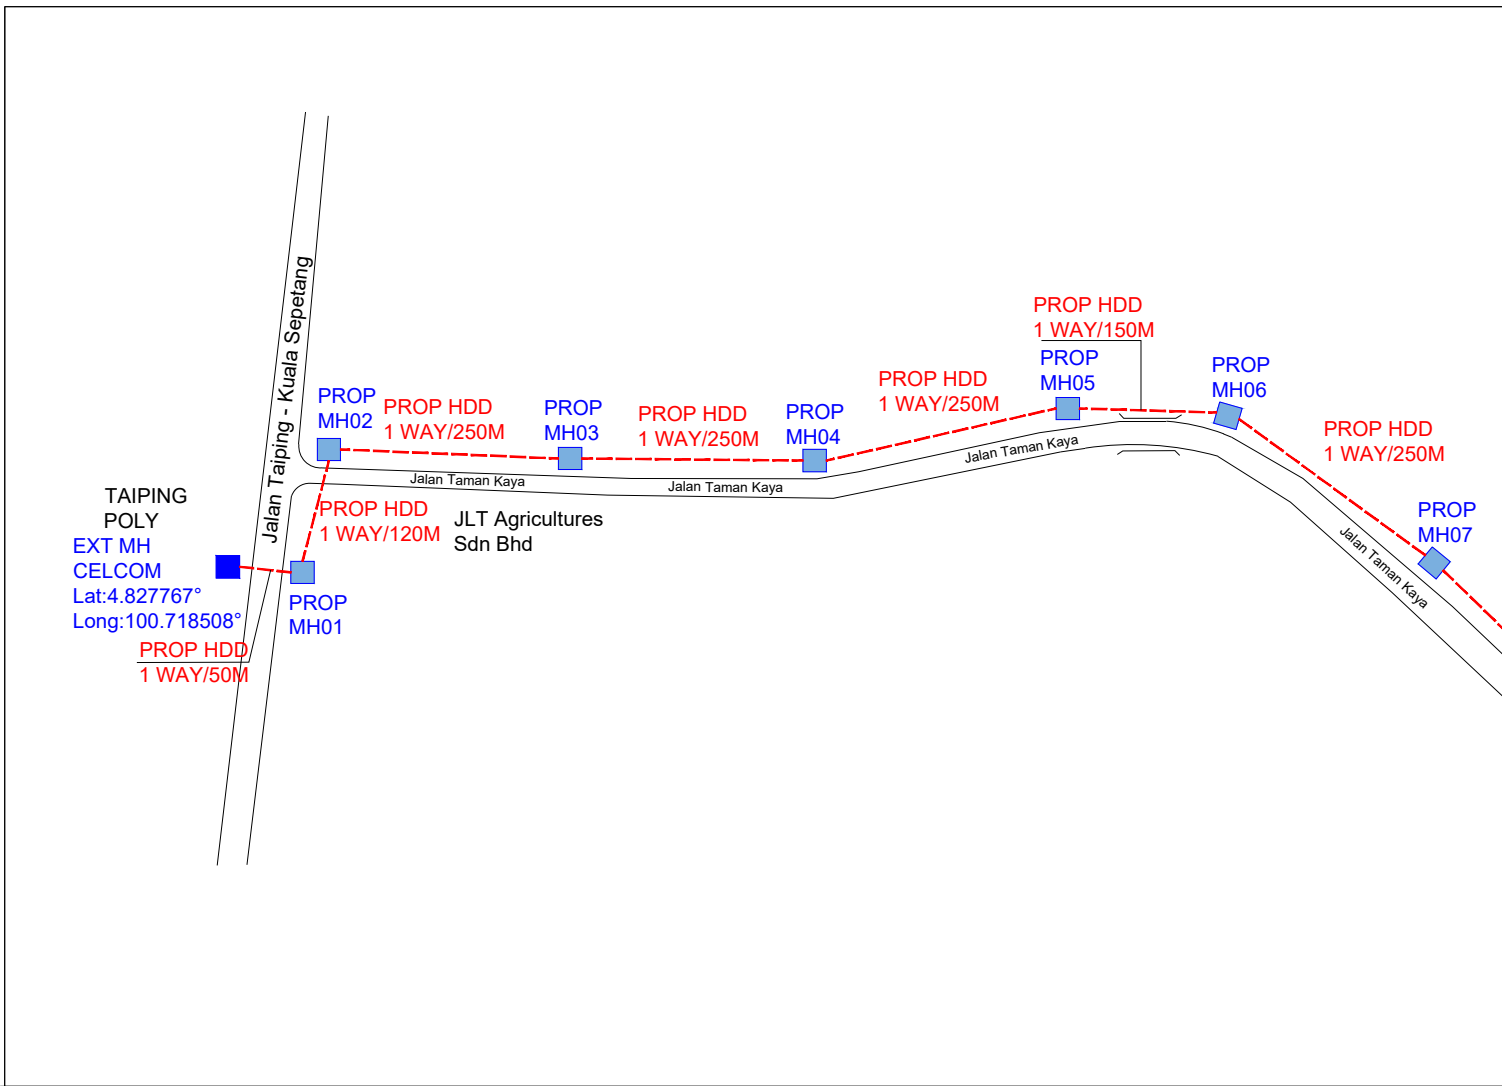 PROP HDD
1 WAY/150M
PROP
MH05
PROP
MH06
PROP HDD
1 WAY/250M
PROP
MH02
PROP HDD
1 WAY/250M
PROP
MH03
PROP HDD
1 WAY/250M
PROP
MH04
PROP HDD
1 WAY/250M
Jalan Taiping - Kuala Sepetang
Jalan Taman Kaya
Jalan Taman Kaya
Jalan Taman Kaya
PROP
MH07
Jalan Taman Kaya
TAIPING
POLY
EXT MH
CELCOM
Lat:4.827767°
Long:100.718508°
PROP HDD
1 WAY/120M
JLT Agricultures
Sdn Bhd
PROP
MH01
PROP HDD
1 WAY/50M